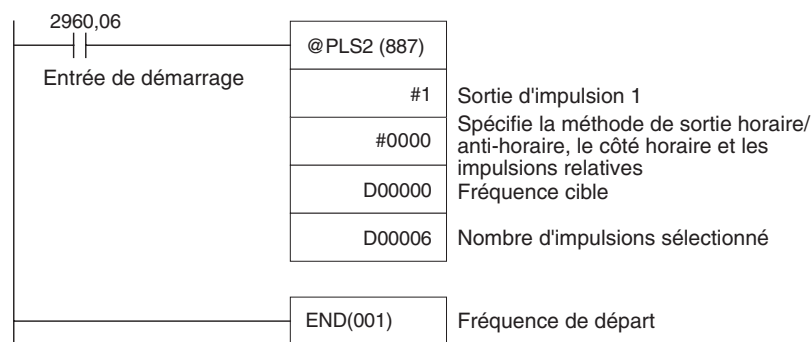 2960,06
@PLS2 (887)
Entrée de démarrage
#1 Sortie d'impulsion 1
#0000 Spécifie la méthode de sortie horaire/
anti-horaire, le côté horaire et les
impulsions relatives
D00000 Fréquence cible
D00006 Nombre d'impulsions sélectionné
END(001) Fréquence de départ